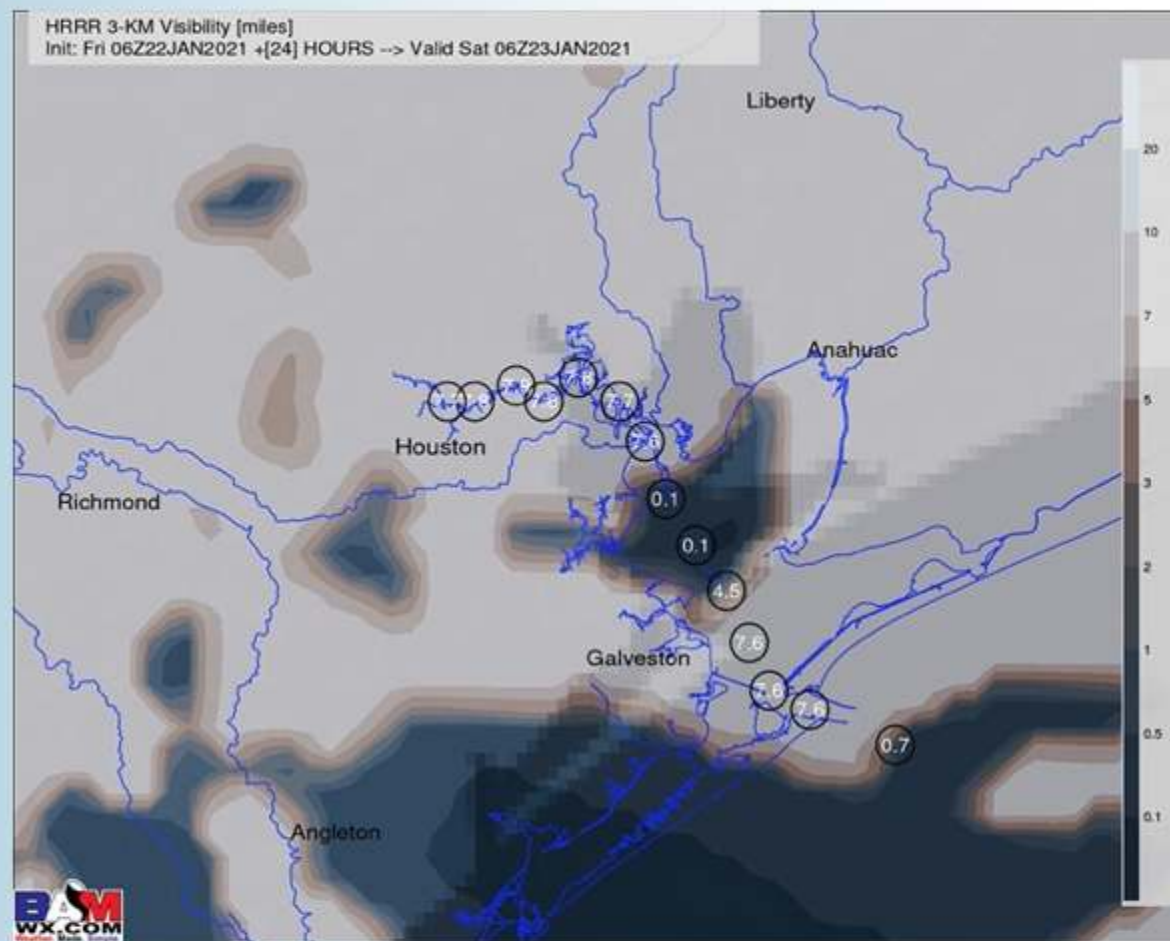 HRRR 3-KM Visibility [miles]
Init: Fri 06Z22JAN2021 +[24] HOURS --> Valid Sat 06Z23JAN2021
Liberty
20
10
7
Anahuac
5
Houston
Richmond
3
0.1
0.1
2
4.5
7.6
1
Galveston
7.6
7.6
0.5
0.7
0.1
Angleton
BAM
WX.COM